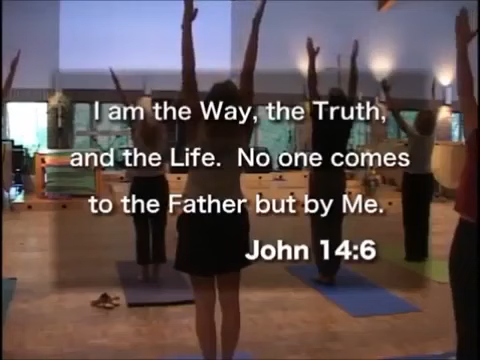 I am the Way, the Truth,
and the Life. No one comes
to the Father but by Me.
John 14:6